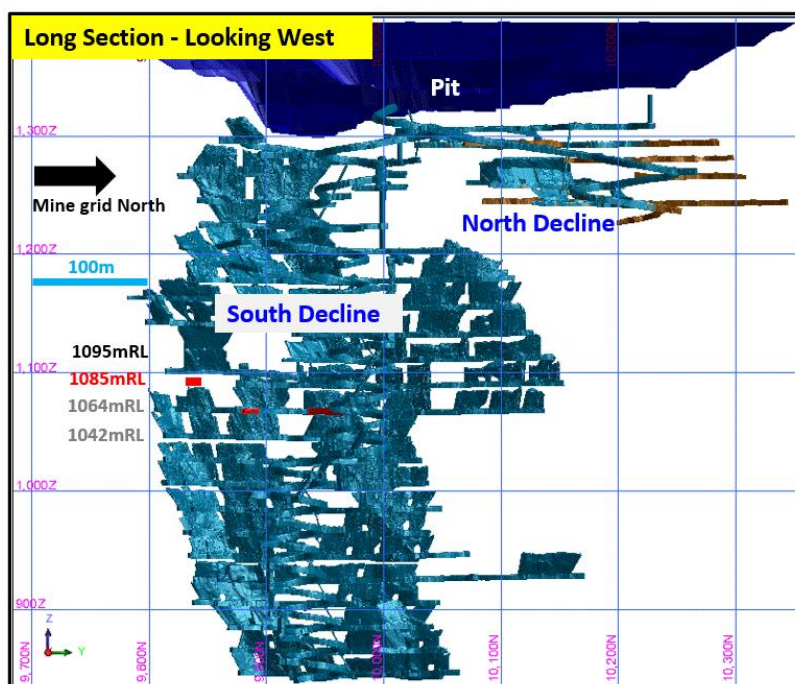 Long Section - Looking West
Pit
1,300Z
Mine grid North
North Decline
1,200Z
100m
South Decline
1095mRL
1,100Z
1085mRL
1064mRL
1042mRL
1,000Z
900Z
Z
Y
9,700N
9,800N
10,000N
10,100N
10,200N
10,300N